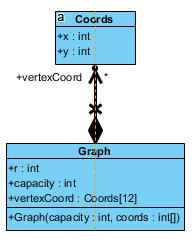 a
Coords
+x : int
+y : int
+vertexCoord *
Graph
+r : int
+capacity : int
+vertexCoord : Coords[12]
+Graph(capacity : int, coords : int[])